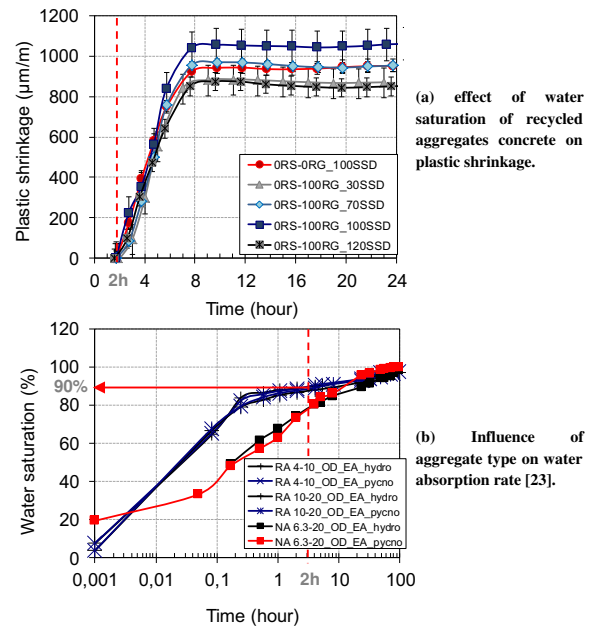 1200
1000
800
600
400
200
0
Plastic shrinkage (µm/m)
0RS-0RG_100SSD
0RS-100RG_30SSD
0RS-100RG_70SSD
0RS-100RG_100SSD
0RS-100RG_120SSD
0 2h 4 8 12 16 20 24
Time (hour)
(a) effect of water
saturation of recycled
aggregates concrete on
plastic shrinkage.
120
100
90%
80
60
40
20
0
Water saturation (%)
RA 4-10_OD_EA_hydro
RA 4-10_OD_EA_pycno
RA 10-20_OD_EA_hydro
RA 10-20_OD_EA_pycno
NA 6.3-20_OD_EA_hydro
NA 6.3-20_OD_EA_pycno
0,001 0,01 0,1 1 2h 10 100
Time (hour)
(b) Influence of
aggregate type on water
absorption rate [23].